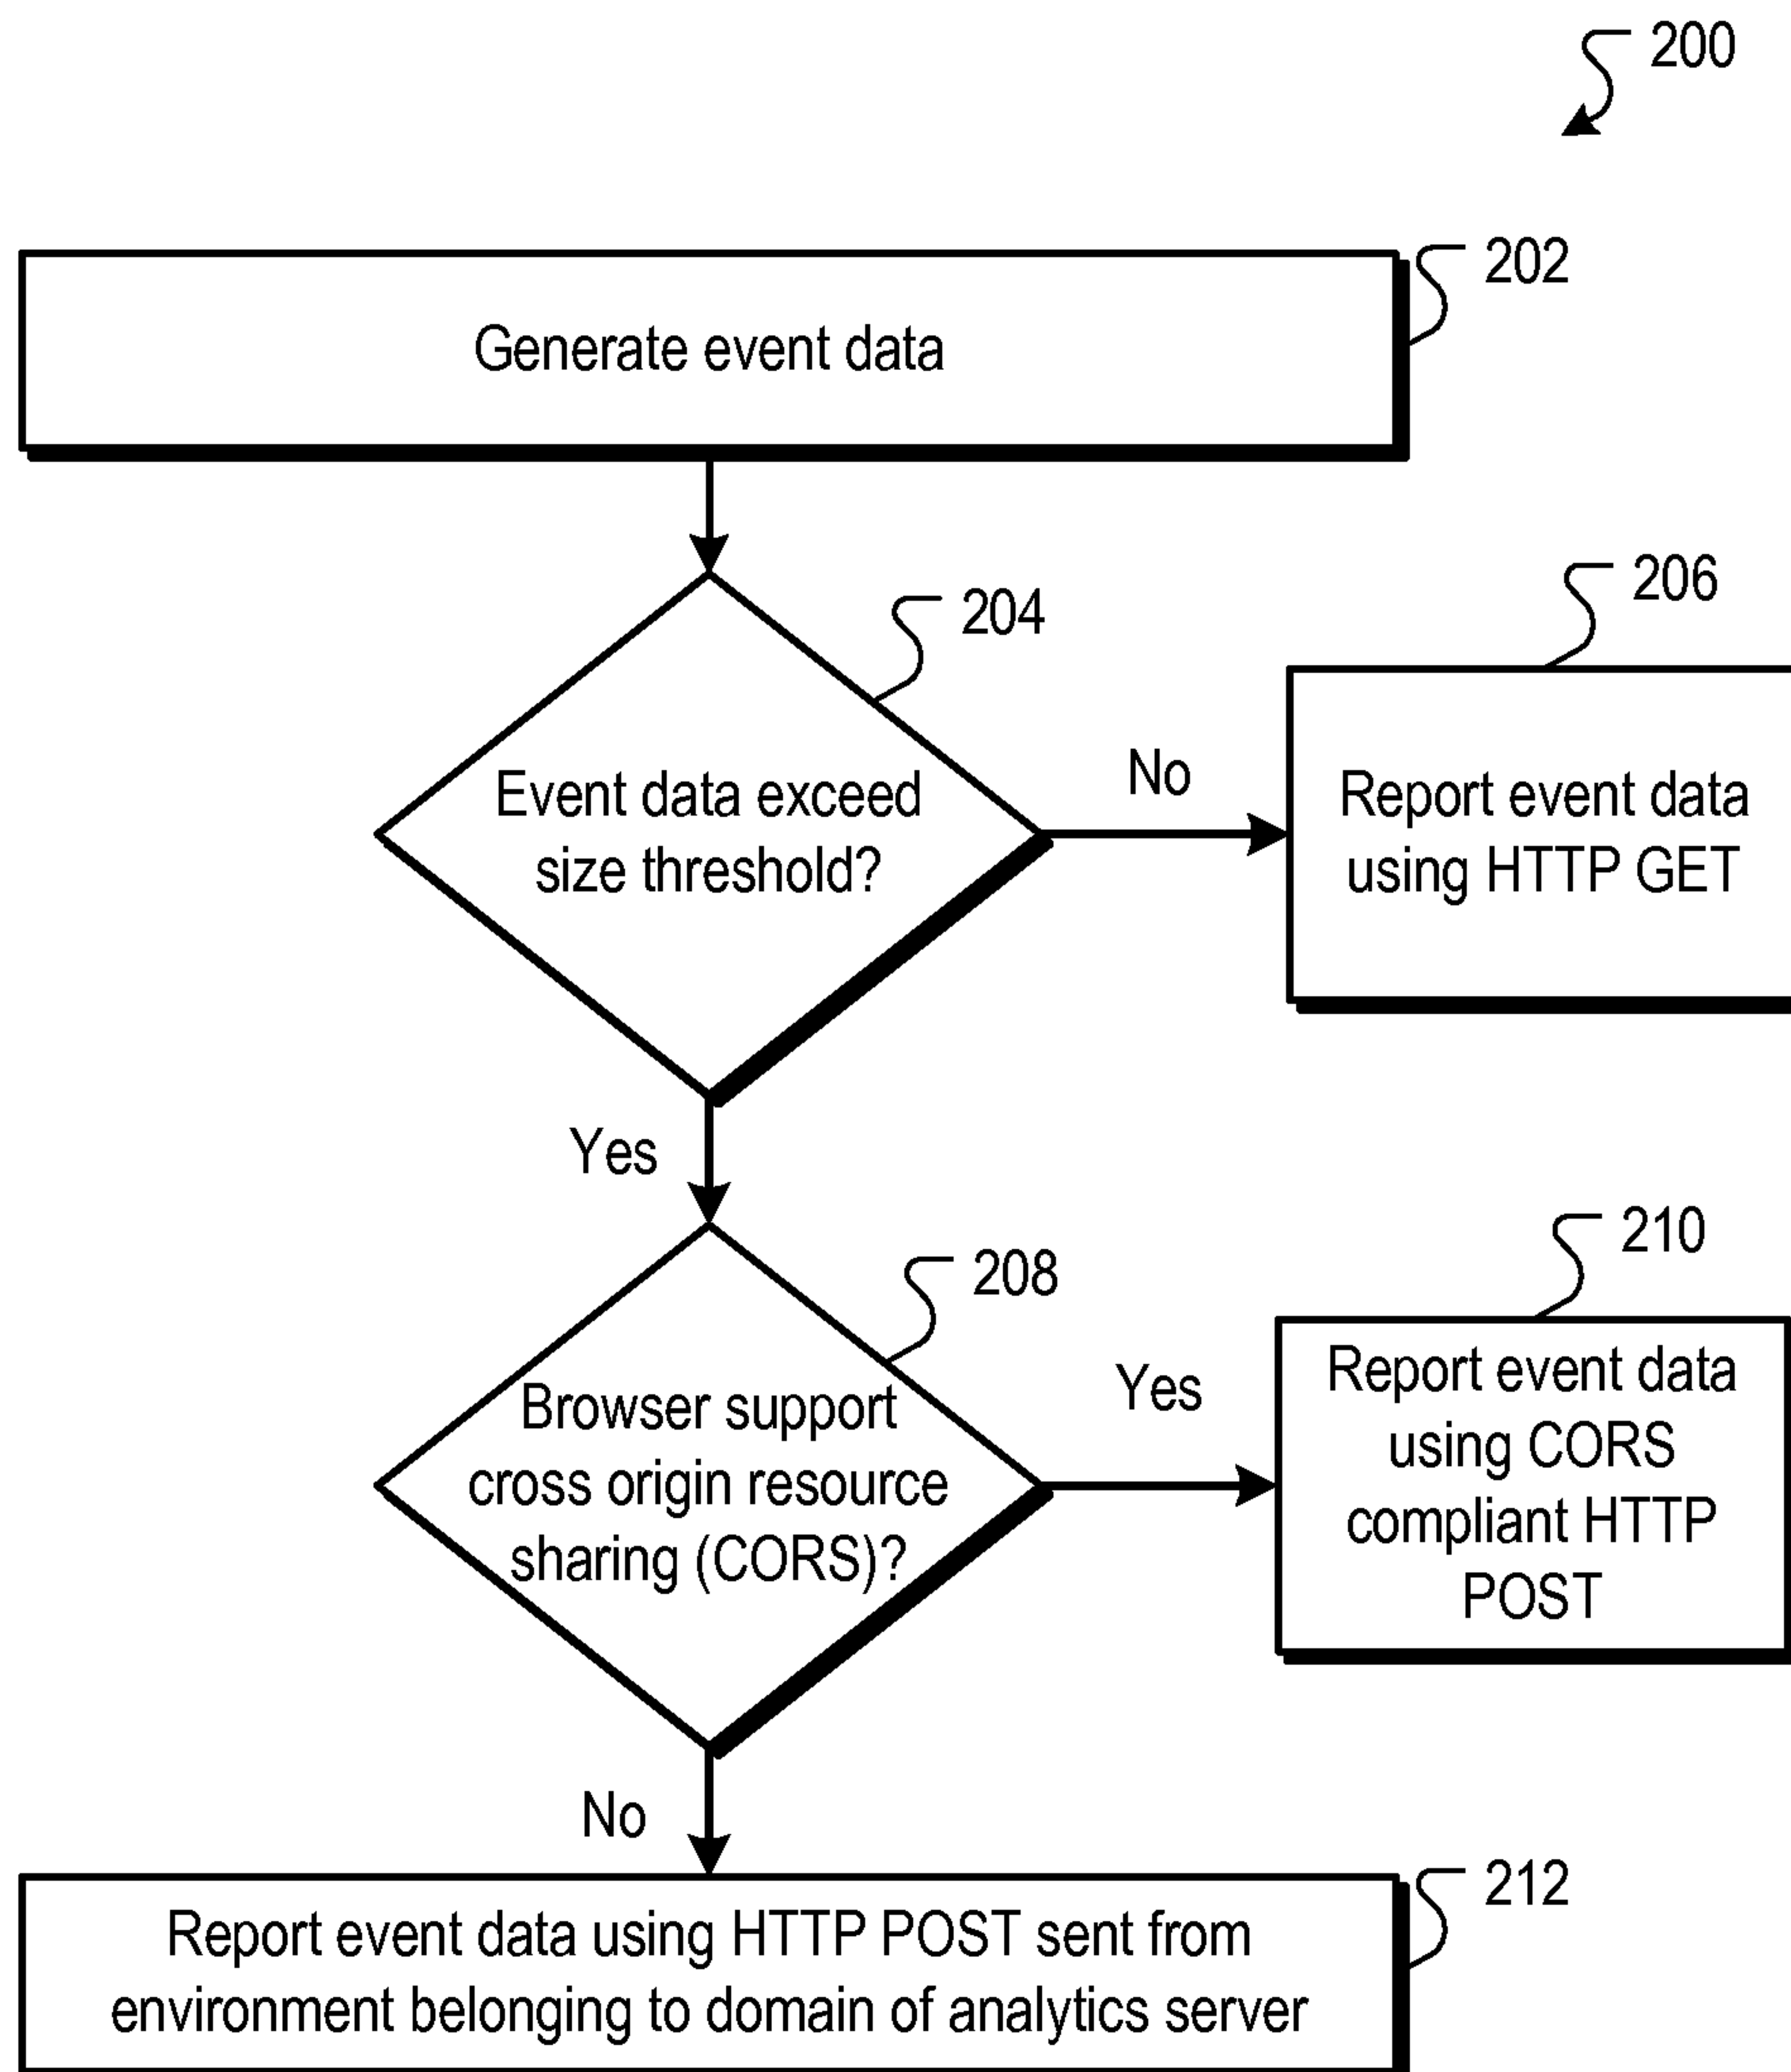 200
202
Generate event data
204
206
Event data exceed
size threshold?
No
Report event data
using HTTP GET
Yes
208
210
Browser support
cross origin resource
sharing (CORS)?
Yes
Report event data
using CORS
compliant HTTP
POST
No
212
Report event data using HTTP POST sent from
environment belonging to domain of analytics server